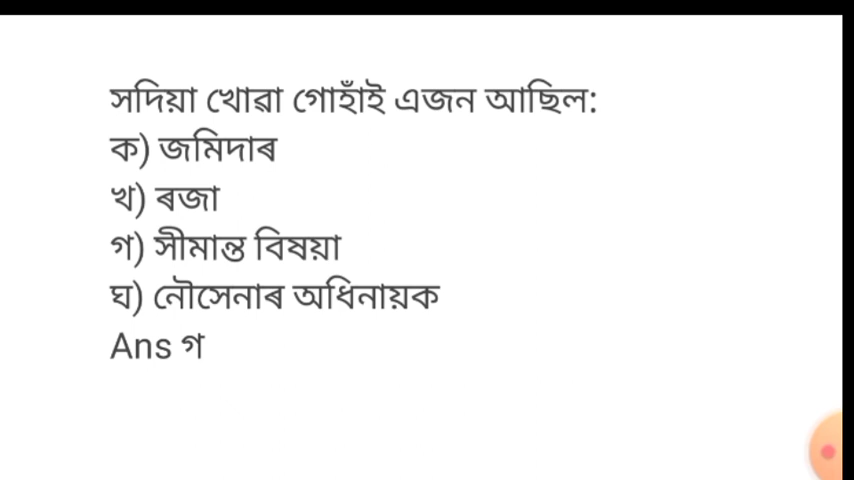 সদিয়া খোৱা গোহাঁই এজন আছিল:
ক) জমিদাৰ
খ) ৰজা
গ) সীমান্ত বিষয়া
ঘ) নৌসেনাৰ অধিনায়ক
Ans গ